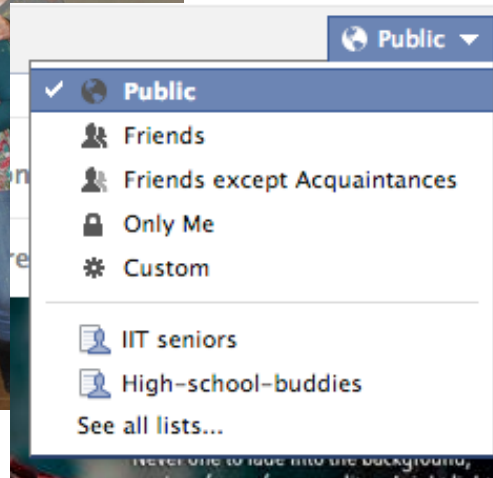 Public
Public
Friends
Friends except Acquaintances
Only Me
Custom
IIT seniors
High-school-buddies
See all lists...
Never one to fade into the background,